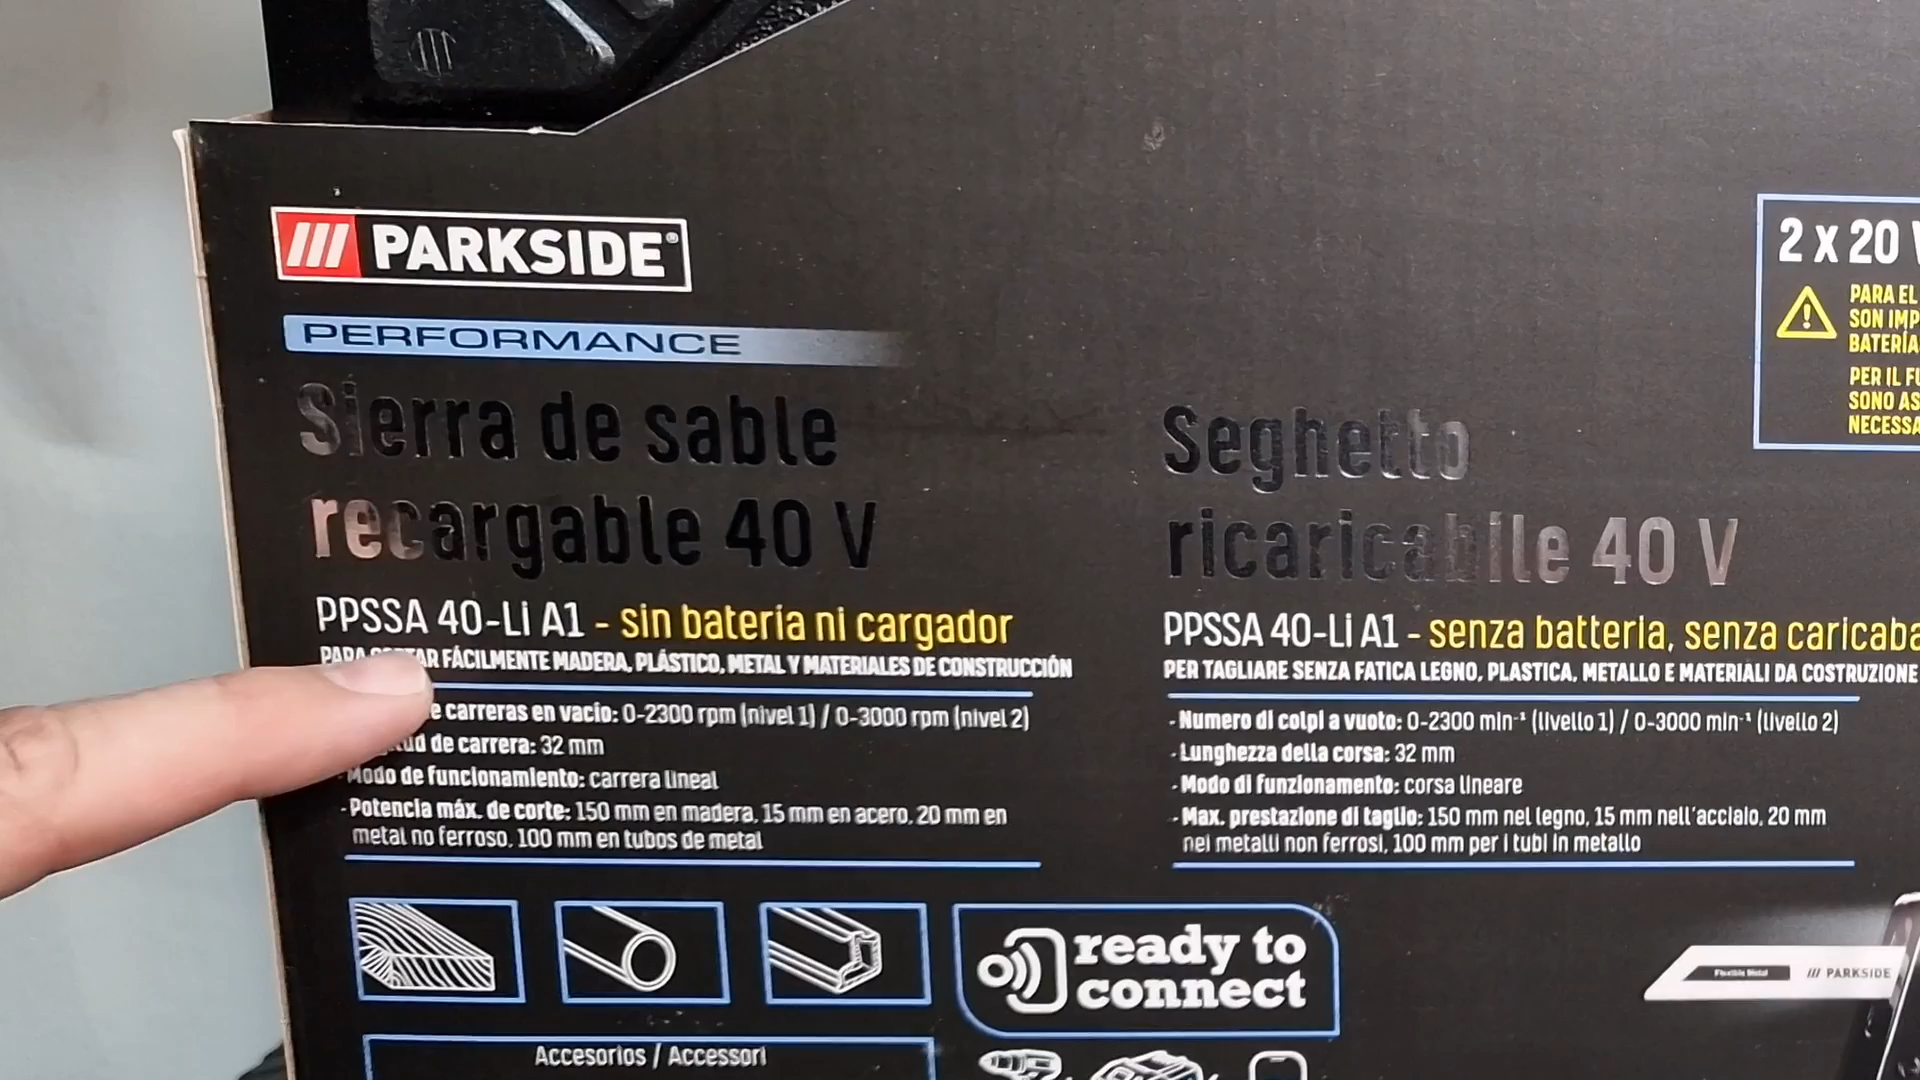 PARKSIDE®
PERFORMANCE
Sierra de sable
recargable 40 V
PPSSA 40-Li A1 - sin batería ni cargador
PARA CORTAR FÁCILMENTE MADERA, PLÁSTICO, METAL Y MATERIALES DE CONSTRUCCIÓN
carreras en vacío: 0-2300 rpm (nivel 1) / 0-3000 rpm (nivel 2)
de carrera: 32 mm
Modo de funcionamiento: carrera lineal
- Potencia máx. de corte: 150 mm en madera, 15 mm en acero, 20 mm en
metal no ferroso, 100 mm en tubos de metal
Seghetto
ricaricabile 40 V
PPSSA 40-Li A1 - senza batteria, senza
PER TAGLIARE SENZA FATICA LEGNO, PLASTICA, METALLO E MATERIALI DA COSTRUZIONE
- Numero di colpi a vuoto: 0-2300 min⁻¹ (livello 1) / 0-3000 min⁻¹ (livello 2)
- Lunghezza della corsa: 32 mm
- Modo di funzionamento: corsa lineare
- Max. prestazione di taglio: 150 mm nel legno, 15 mm nell'acciaio, 20 mm
nei metalli non ferrosi, 100 mm per i tubi in metallo
2 x 20
PARA EL
SON
PER IL
SONO
ready to
connect
Flexible Metal /// PARKSIDE
Accesorios / Accessori